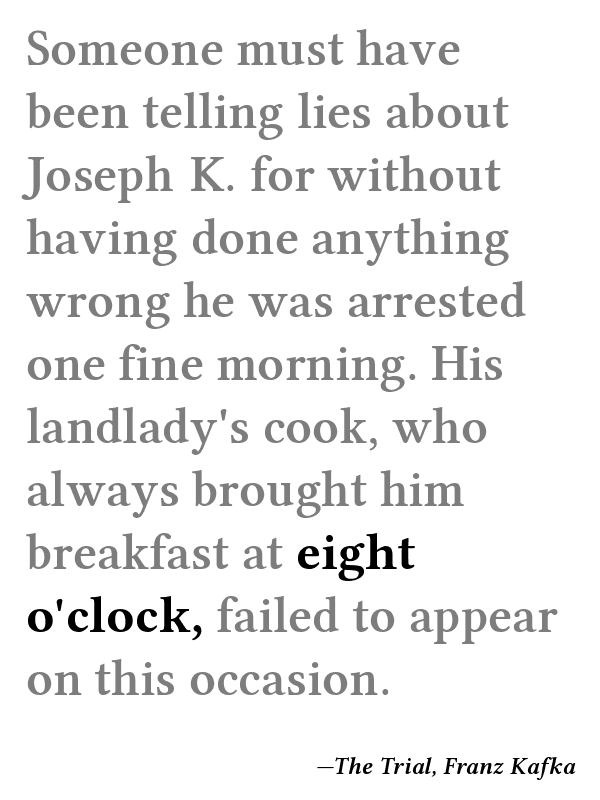 Someone must have
been telling lies about
Joseph K. for without
having done anything
wrong he was arrested
one fine morning. His
landlady's cook, who
always brought him
breakfast at eight
o'clock, failed to appear
on this occasion.
—The Trial, Franz Kafka